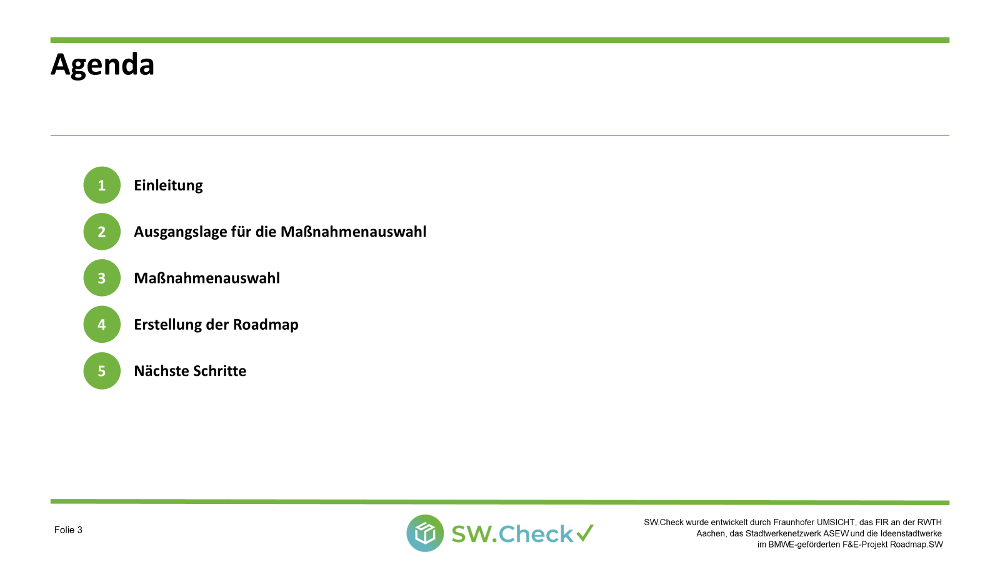 Agenda
1 Einleitung
2 Ausgangslage für die Maßnahmenauswahl
3 Maßnahmenauswahl
4 Erstellung der Roadmap
5 Nächste Schritte
Folie 3
SW.Check
SW.Check wurde entwickelt durch Fraunhofer UMSICHT, das FIR an der RWTH
Aachen, das Stadtwerkenetzwerk ASEW und die Ideenstadtwerke
im BMWE-geförderten F&E-Projekt Roadmap.SW